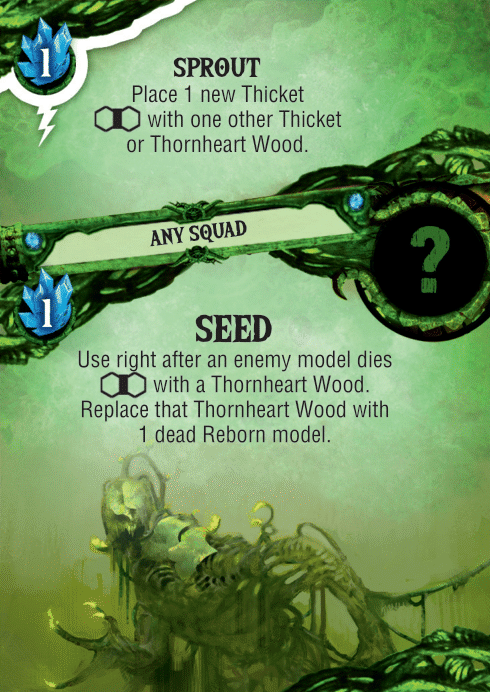 1
SPROUT
Place 1 new Thicket
with one other Thicket
or Thornheart Wood.
ANY SQUAD
?
1
SEED
Use right after an enemy model dies
with a Thornheart Wood.
Replace that Thornheart Wood with
1 dead Reborn model.